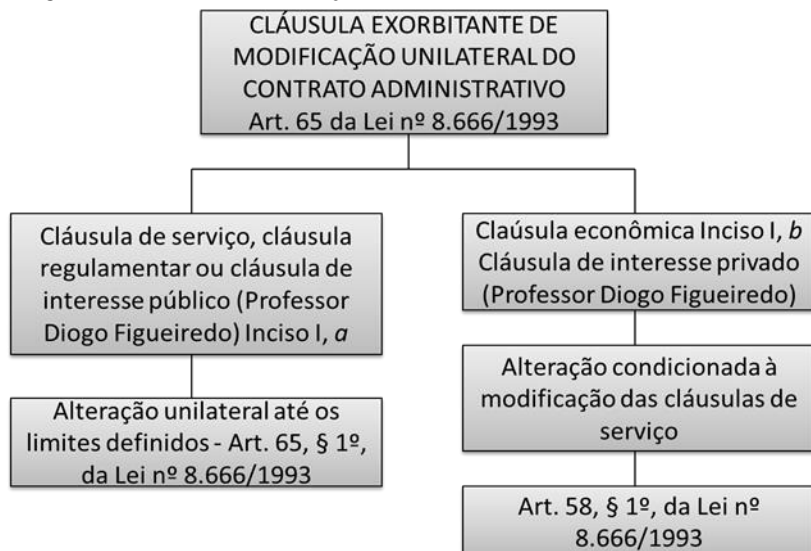 CLÁUSULA EXORBITANTE DE
MODIFICAÇÃO UNILATERAL DO
CONTRATO ADMINISTRATIVO
Art. 65 da Lei nº 8.666/1993
Cláusula de serviço, cláusula
regulamentar ou cláusula de
interesse público (Professor
Diogo Figueiredo) Inciso I, a
Alteração unilateral até os
limites definidos - Art. 65, § 1º,
da Lei nº 8.666/1993
Claúsula econômica Inciso I, b
Cláusula de interesse privado
(Professor Diogo Figueiredo)
Alteração condicionada à
modificação das cláusulas de
serviço
Art. 58, § 1º, da Lei nº
8.666/1993